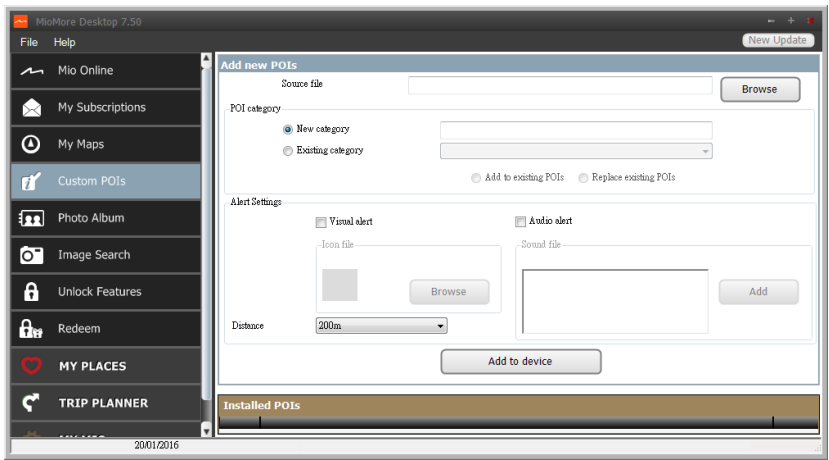 MioMore Desktop 7.50
File Help
New Update
Mio Online
My Subscriptions
My Maps
Custom POIs
Photo Album
Image Search
Unlock Features
Redeem
MY PLACES
TRIP PLANNER
Add new POIs
Source file
Browse
POI category
New category
Existing category
Add to existing POIs Replace existing POIs
Alert Settings
Visual alert Audio alert
Icon file Sound file
Browse Add
Distance 200m
Add to device
Installed POIs
20/01/2016